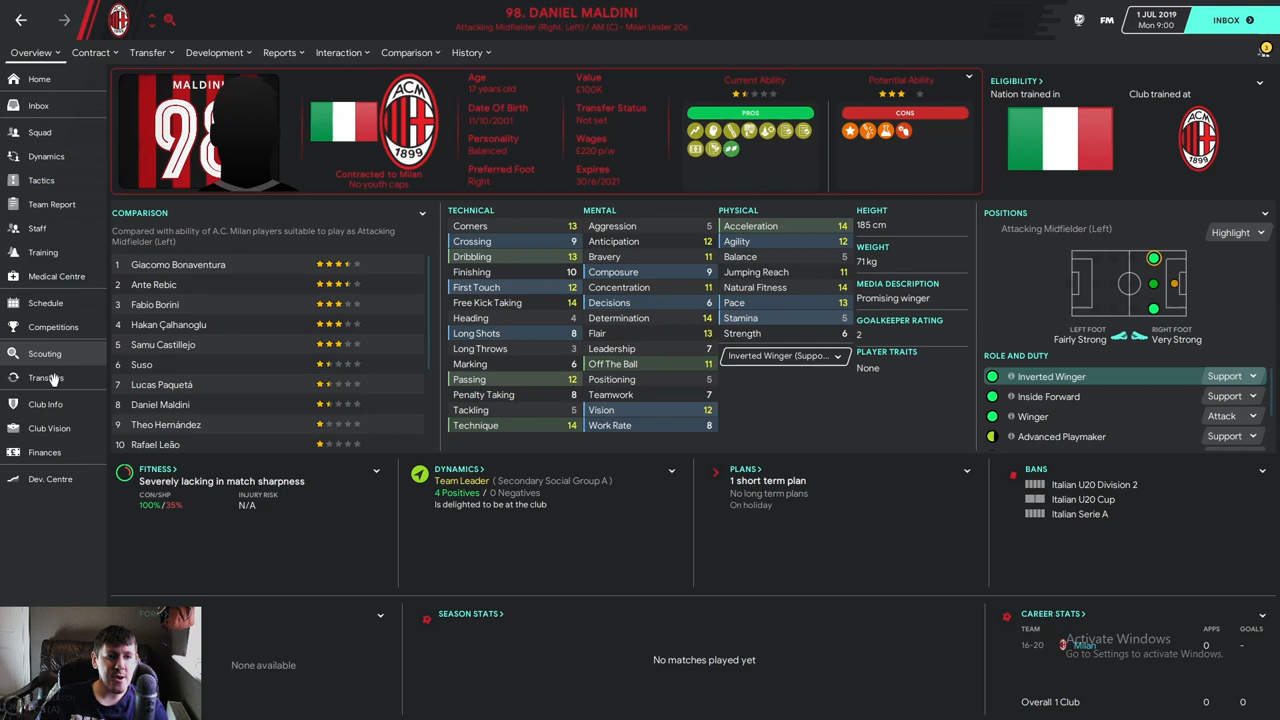 98. DANIEL MALDINI
Attacking Midfielder (Right, Left) / AM (C) - Milan Under 20s
FM
1 JUL 2019
MON 9:00
INBOX
3
Overview
Contract
Transfer
Development
Reports
Interaction
Comparison
History
Home
Inbox
Squad
Dynamics
Tactics
Team Report
Staff
Training
Medical Centre
Schedule
Competitions
Scouting
Transfers
Club Info
Club Vision
Finances
Dev. Centre
MALDINI
98
ACM
1899
Contracted to Milan
No youth caps
Age
17 years old
Date Of Birth
11/10/2001
Personality
Balanced
Preferred Foot
Right
Value
£100K
Transfer Status
Not set
Wages
£220 p/w
Expires
30/6/2021
Current Ability
PROS
Potential Ability
CONS
ELIGIBILITY
Nation trained in
Club trained at
ACM
1899
COMPARISON
Compared with ability of A.C. Milan players suitable to play as Attacking
Midfielder (Left)
1 Giacomo Bonaventura
2 Ante Rebic
3 Fabio Borini
4 Hakan Çalhanoglu
5 Samu Castillejo
6 Suso
7 Lucas Paquetá
8 Daniel Maldini
9 Theo Hernández
10 Rafael Leão
TECHNICAL
Corners 13
Crossing 9
Dribbling 13
Finishing 10
First Touch 12
Free Kick Taking 14
Heading 4
Long Shots 8
Long Throws 3
Marking 6
Passing 12
Penalty Taking 8
Tackling 5
Technique 14
MENTAL
Aggression 5
Anticipation 12
Bravery 11
Composure 9
Concentration 11
Decisions 6
Determination 14
Flair 13
Leadership 7
Off The Ball 11
Positioning 5
Teamwork 7
Vision 12
Work Rate 8
PHYSICAL
Acceleration 14
Agility 12
Balance 5
Jumping Reach 11
Natural Fitness 14
Pace 13
Stamina 5
Strength 6
Inverted Winger (Suppo...
HEIGHT
185 cm
WEIGHT
71 kg
MEDIA DESCRIPTION
Promising winger
GOALKEEPER RATING
2
PLAYER TRAITS
None
POSITIONS
Attacking Midfielder (Left)
Highlight
LEFT FOOT
Fairly Strong
RIGHT FOOT
Very Strong
ROLE AND DUTY
Inverted Winger Support
Inside Forward Support
Winger Attack
Advanced Playmaker Support
FITNESS
Severely lacking in match sharpness
CON/SHP
100%/35%
INJURY RISK
N/A
DYNAMICS
Team Leader ( Secondary Social Group A )
4 Positives / 0 Negatives
Is delighted to be at the club
PLANS
1 short term plan
No long term plans
On holiday
BANS
Italian U20 Division 2
Italian U20 Cup
Italian Serie A
None available
SEASON STATS
No matches played yet
CAREER STATS
TEAM APPS GOALS
16-20 Milan 0 -
Overall 1 Club 0 0
Activate Windows
Go to Settings to activate Windows.